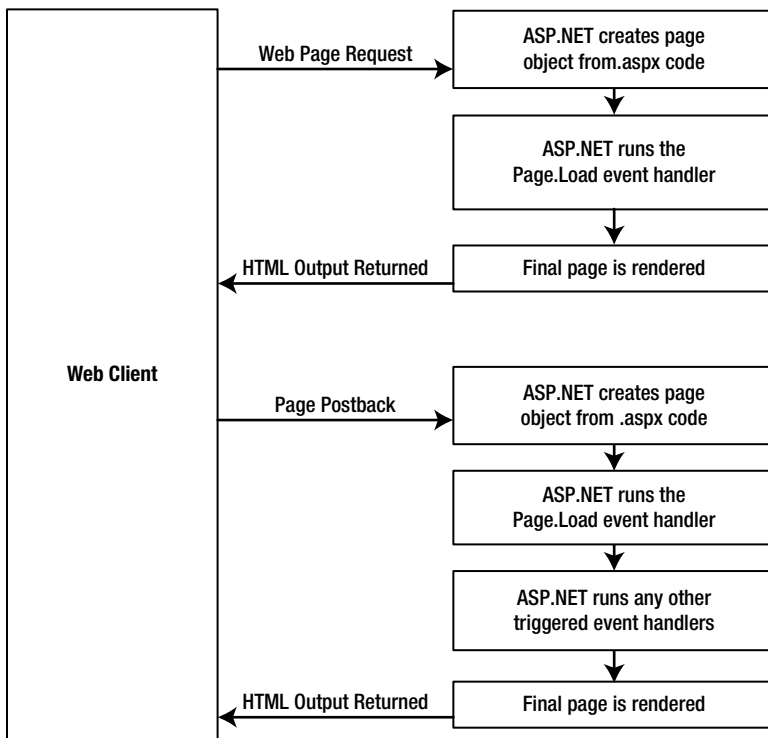 Web Page Request
ASP.NET creates page
object from.aspx code
ASP.NET runs the
Page.Load event handler
HTML Output Returned
Final page is rendered
Web Client
Page Postback
ASP.NET creates page
object from .aspx code
ASP.NET runs the
Page.Load event handler
ASP.NET runs any other
triggered event handlers
HTML Output Returned
Final page is rendered